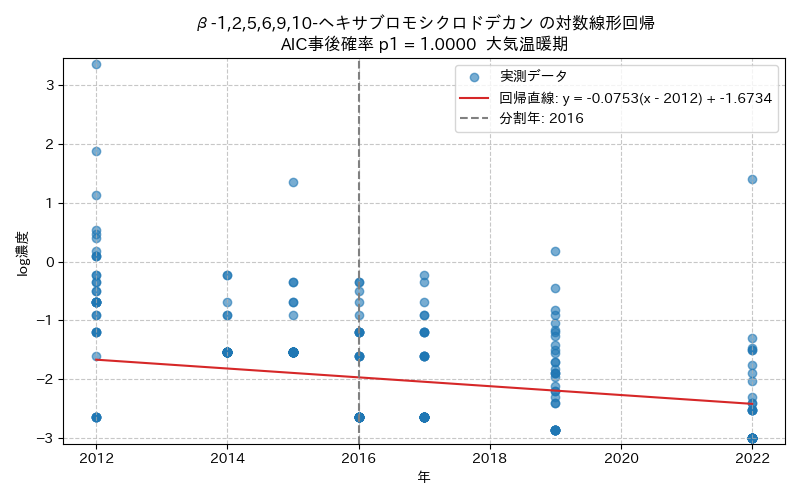 β-1,2,5,6,9,10-ヘキサブロモシクロドデカン の対数線形回帰
AIC事後確率 p1 = 1.0000 大気温暖期
実測データ
回帰直線: y = -0.0753(x - 2012) + -1.6734
分割年: 2016
log濃度
3
2
1
0
−1
−2
−3
2012
2014
2016
2018
2020
2022
年